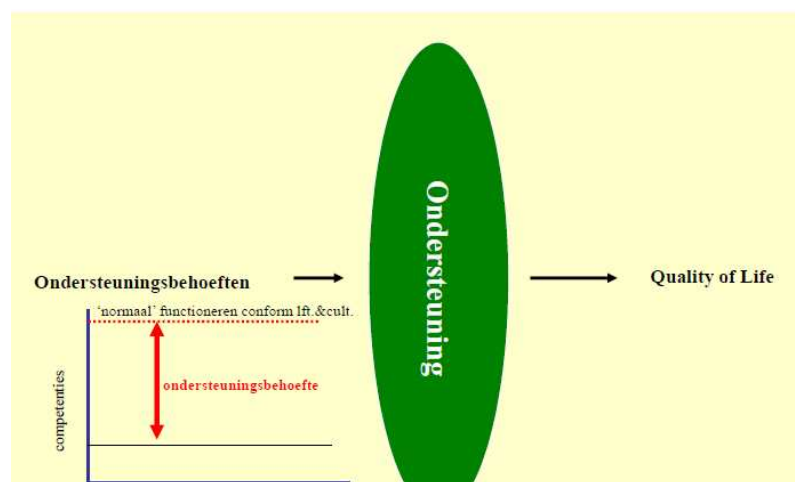 Ondersteuningsbehoeften
Ondersteuning
Quality of Life
'normaal' functioneren conform lft.&cult.
ondersteuningsbehoefte
competenties